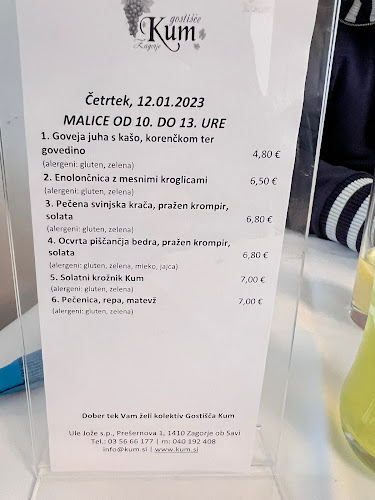 gostišče
Kum
Zagorje
Četrtek, 12.01.2023
MALICE OD 10. DO 13. URE
1. Goveja juha s kašo, korenčkom ter
govedino 4,80 €
(alergeni: gluten, zelena)
2. Enolončnica z mesnimi kroglicami 6,50 €
(alergeni: gluten, zelena)
3. Pečena svinjska krača, pražen krompir,
solata 6,80 €
(alergeni: gluten, zelena)
4. Ocvrta piščančja bedra, pražen krompir,
solata 6,80 €
(alergeni: gluten, zelena, mleko, jajca)
5. Solatni krožnik Kum 7,00 €
(alergeni: gluten, zelena)
6. Pečenica, repa, matevž 7,00 €
(alergeni: gluten, zelena)
Dober tek Vam želi kolektiv Gostišča Kum
Ule Jože s.p., Prešernova 1, 1410 Zagorje ob Savi
Tel.: 03 56 66 177 | m: 040 192 408
info@kum.si | www.kum.si